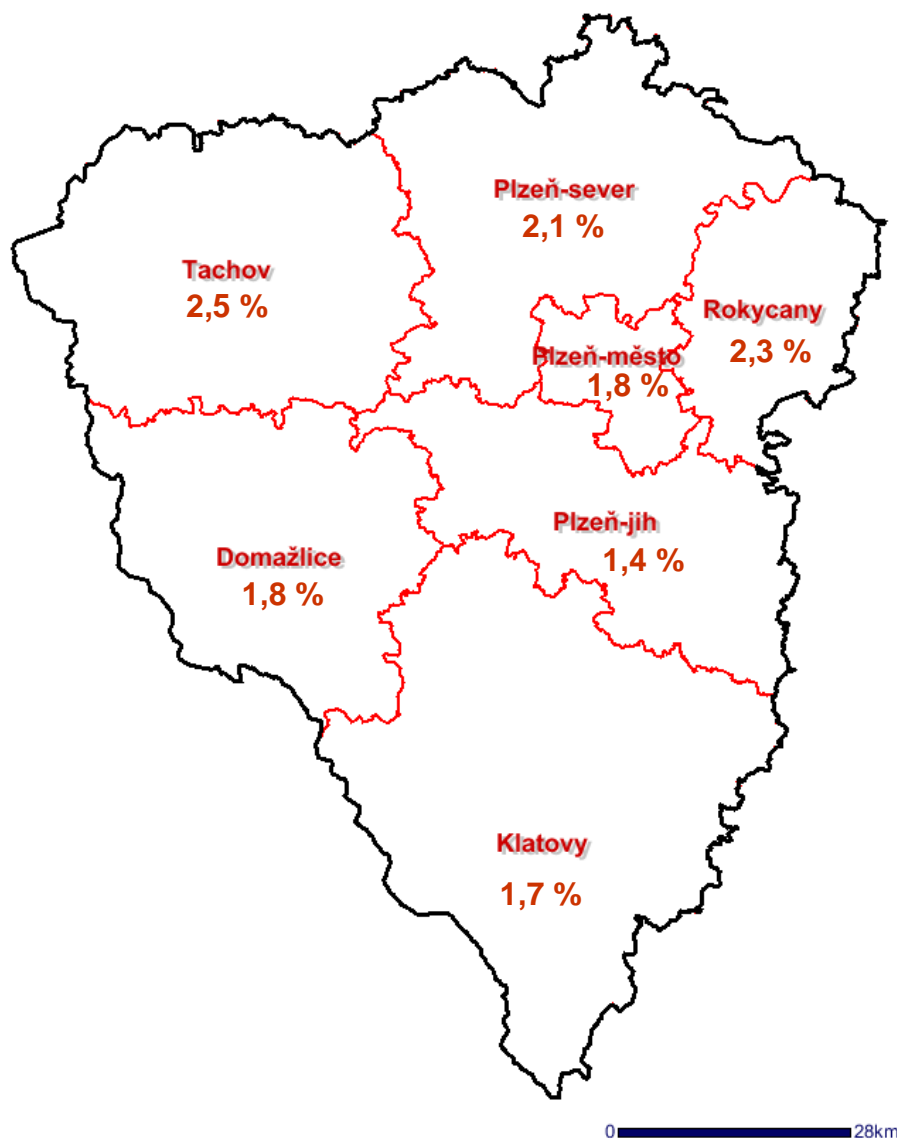 Plzeň-sever
2,1 %
Tachov
2,5 %
Rokycany
2,3 %
Plzeň-město
1,8 %
Plzeň-jih
1,4 %
Domažlice
1,8 %
Klatovy
1,7 %
0 28km